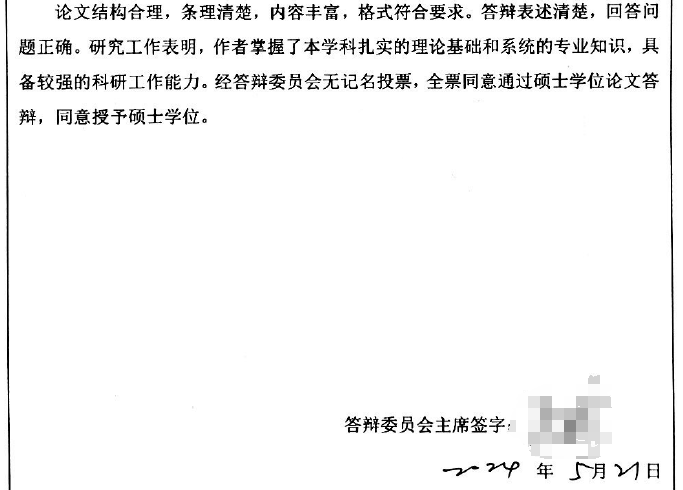 论文结构合理，条理清楚，内容丰富，格式符合要求。答辩表述清楚，回答问
题正确。研究工作表明，作者掌握了本学科扎实的理论基础和系统的专业知识，具
备较强的科研工作能力。经答辩委员会无记名投票，全票同意通过硕士学位论文答
辩，同意授予硕士学位。
答辩委员会主席签字：
2024 年 5月21日